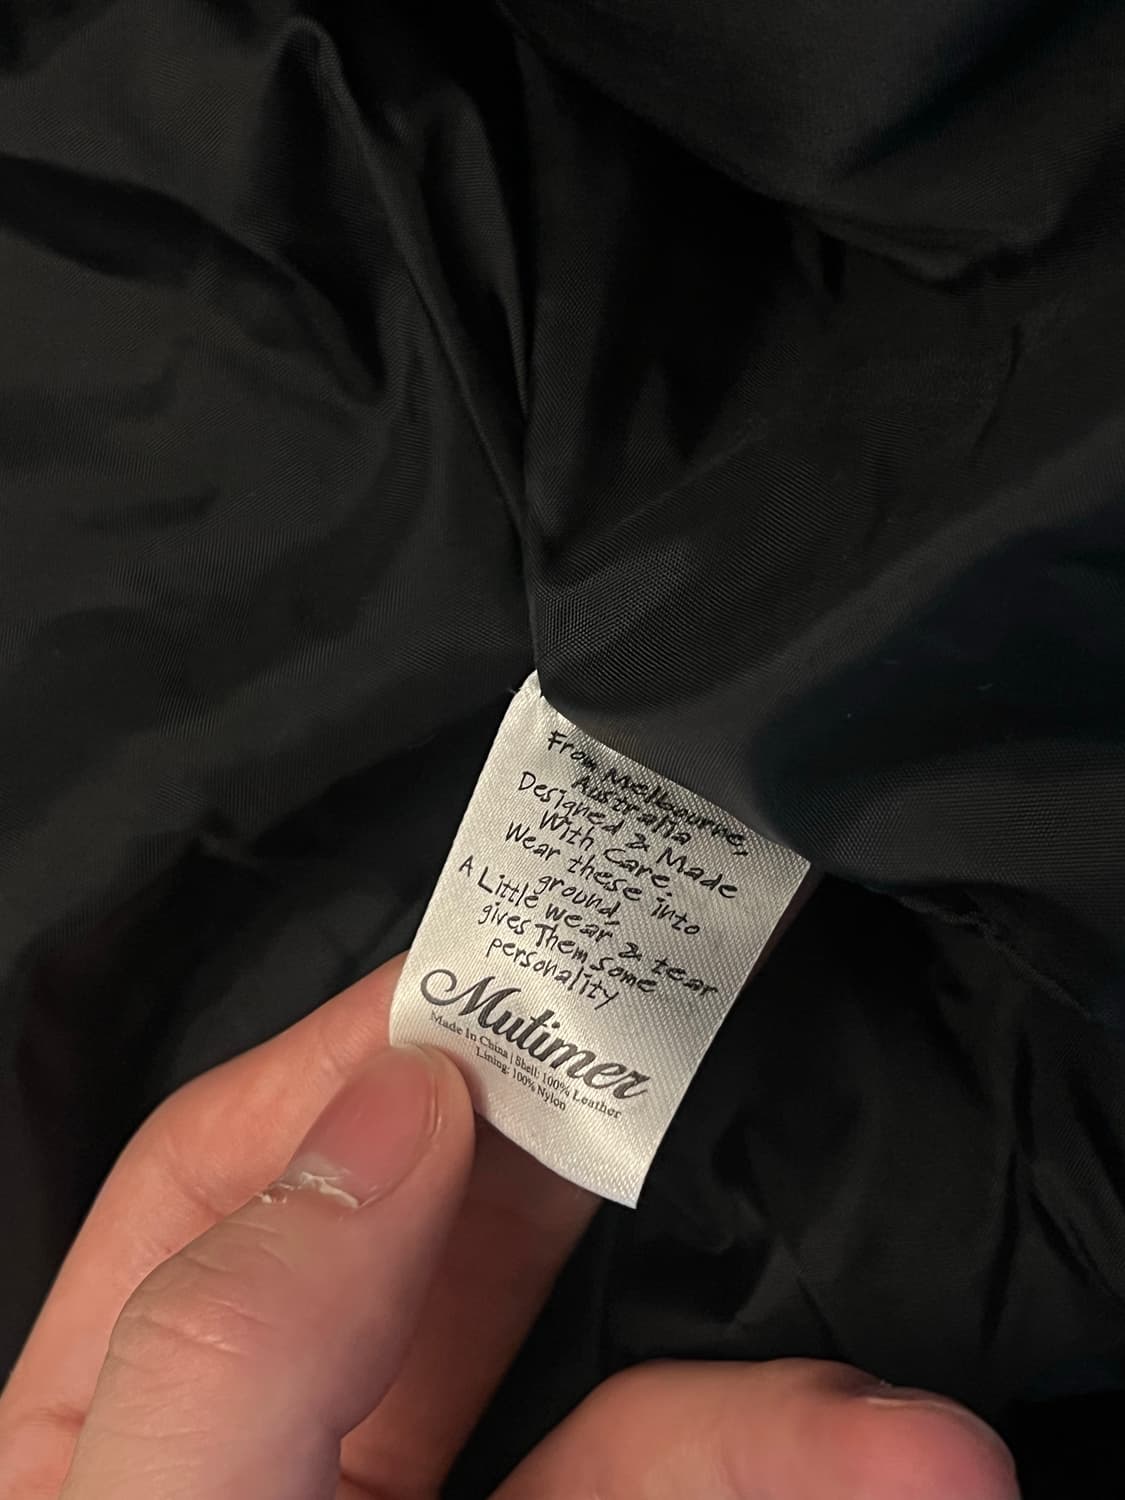 From Melbourne,
Australia
Designed & Made
With Care.
Wear these into
ground,
A Little wear & tear
gives Them some
personality
Mutimer
Made In China | Shell: 100% Leather
Lining: 100% Nylon